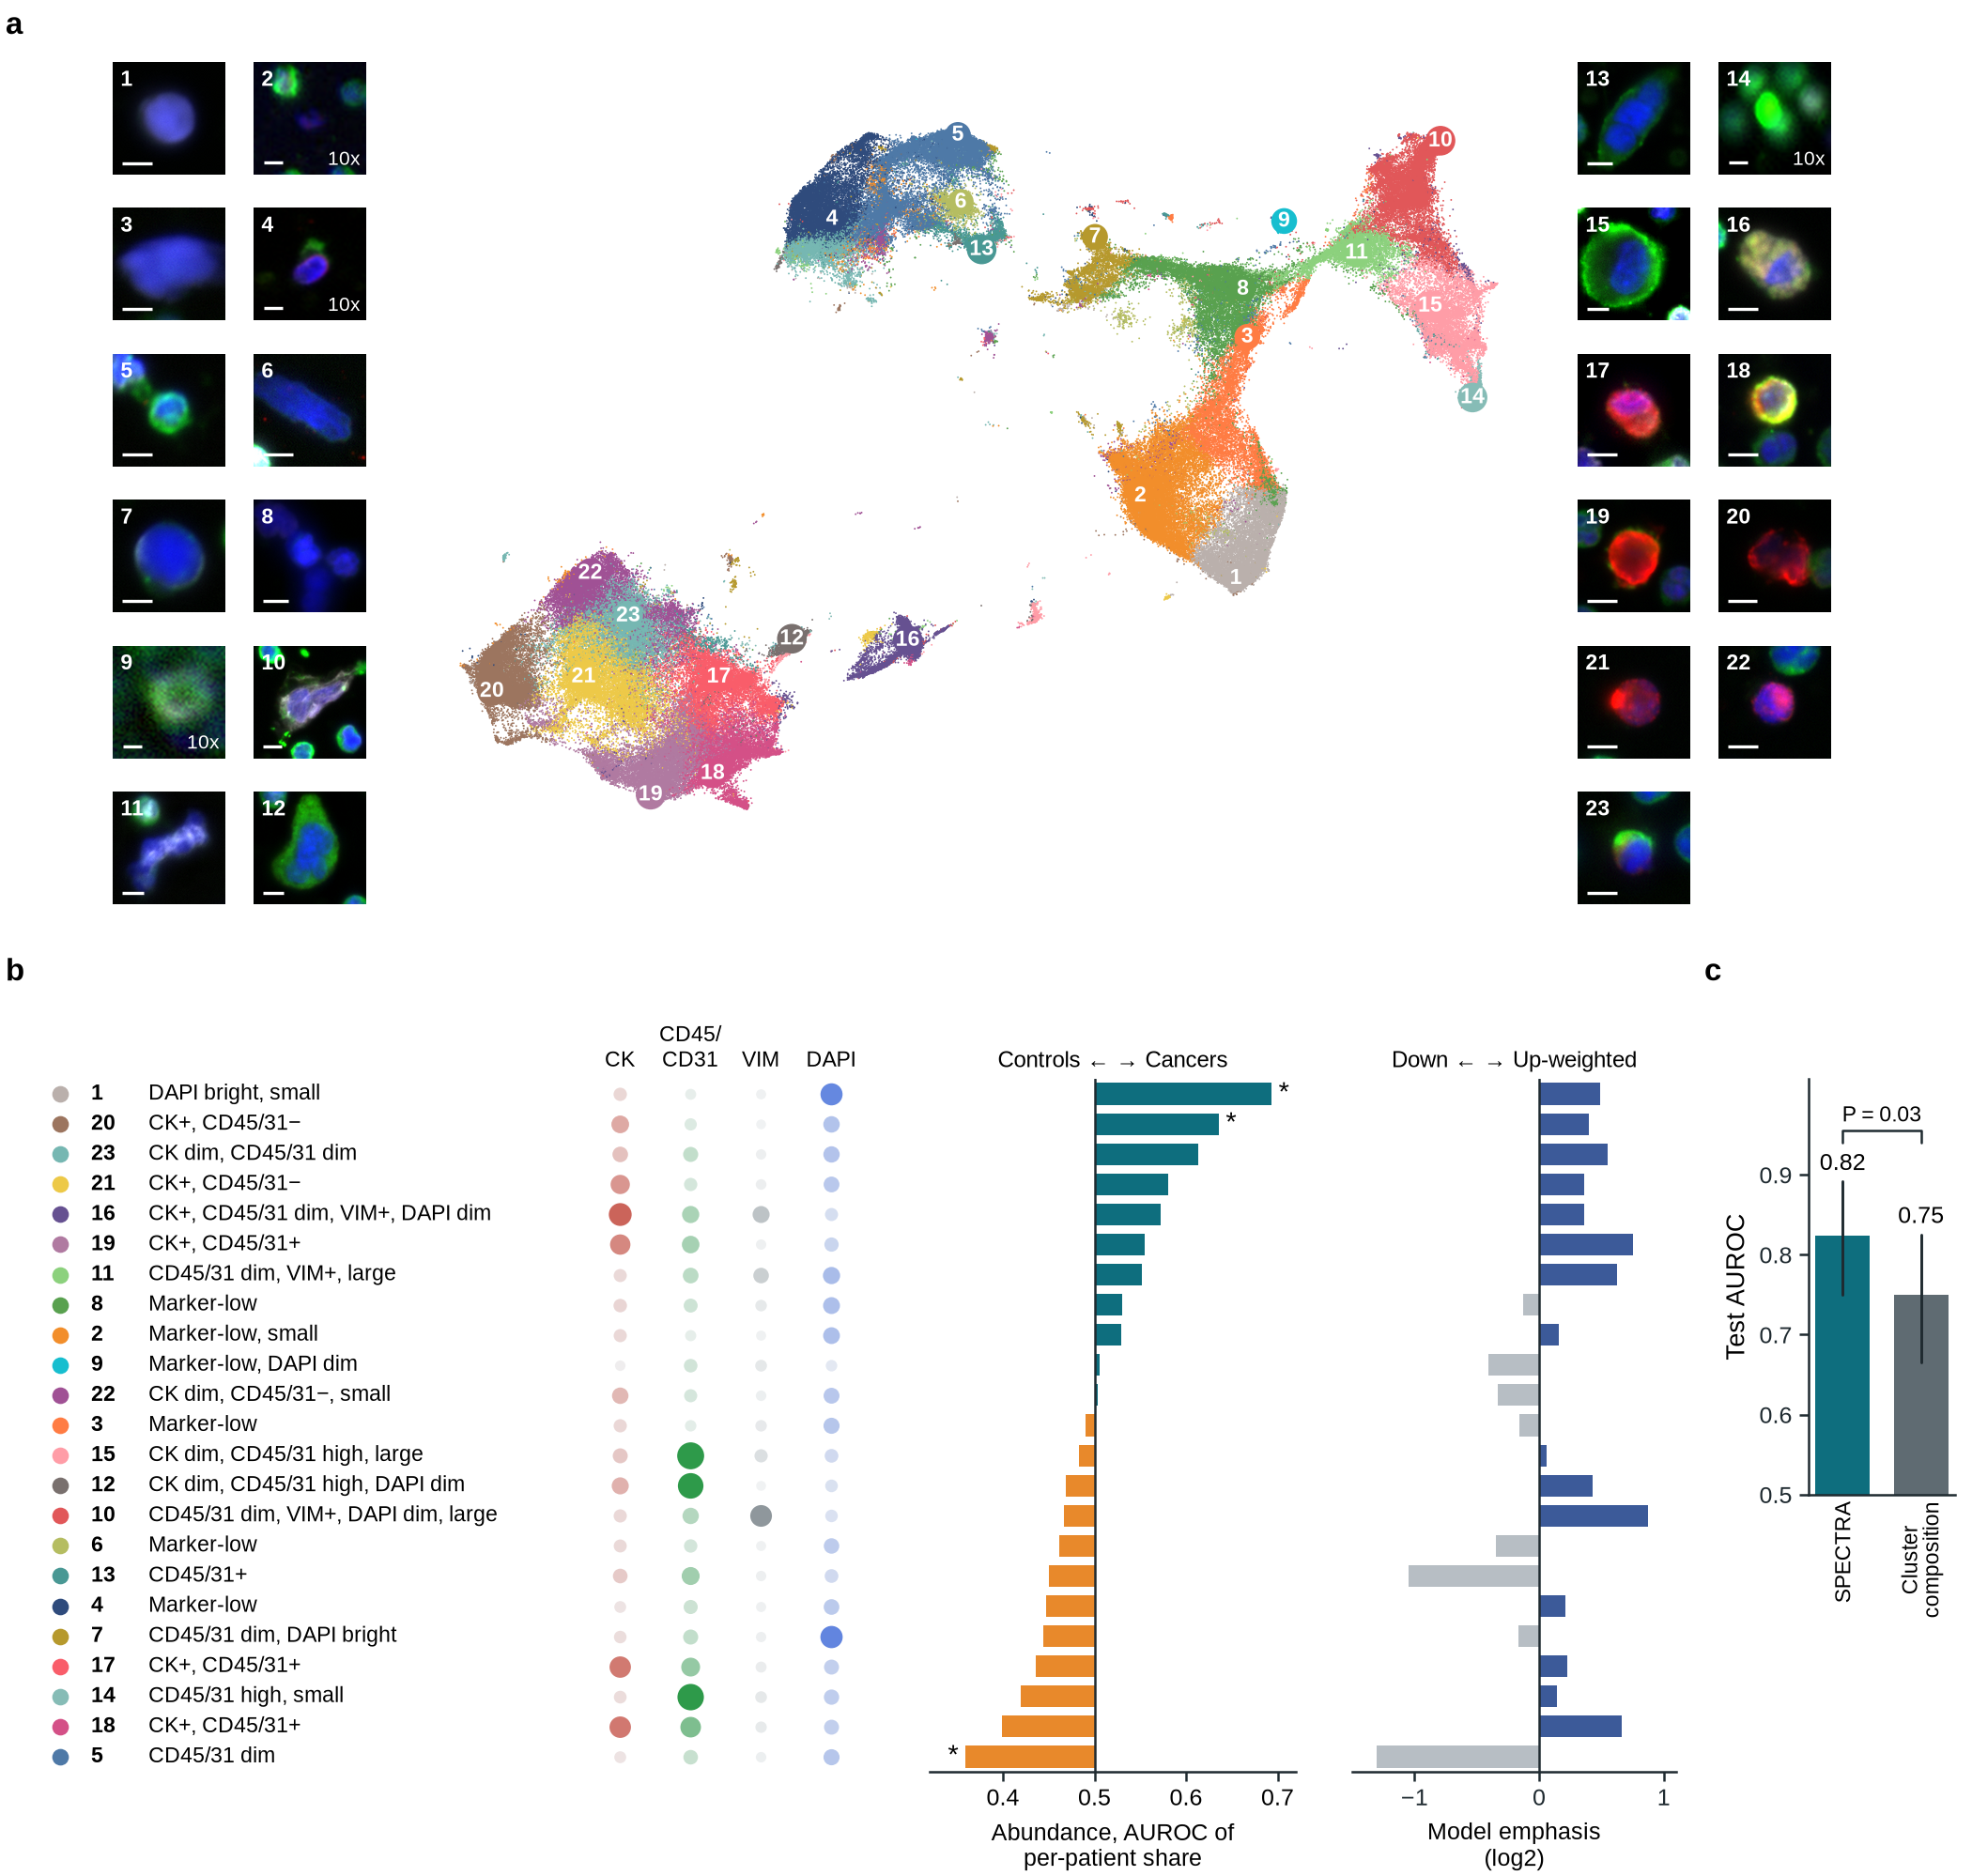 a
1
2
10x
3
4
10x
5
6
7
8
9
10x
10
11
12
5
4
6
13
7
9
10
11
8
15
3
14
2
1
22
23
12
16
21
17
20
18
19
13
14
10x
15
16
17
18
19
20
21
22
23
b
c
CK
CD45/
CD31
VIM
DAPI
Controls ← → Cancers
Down ← → Up-weighted
1 DAPI bright, small *
20 CK+, CD45/31− *
23 CK dim, CD45/31 dim
21 CK+, CD45/31−
16 CK+, CD45/31 dim, VIM+, DAPI dim
19 CK+, CD45/31+
11 CD45/31 dim, VIM+, large
8 Marker-low
2 Marker-low, small
9 Marker-low, DAPI dim
22 CK dim, CD45/31−, small
3 Marker-low
15 CK dim, CD45/31 high, large
12 CK dim, CD45/31 high, DAPI dim
10 CD45/31 dim, VIM+, DAPI dim, large
6 Marker-low
13 CD45/31+
4 Marker-low
7 CD45/31 dim, DAPI bright
17 CK+, CD45/31+
14 CD45/31 high, small
18 CK+, CD45/31+
5 CD45/31 dim *
0.4 0.5 0.6 0.7
Abundance, AUROC of
per-patient share
−1 0 1
Model emphasis
(log2)
P = 0.03
0.82
0.75
0.9
0.8
0.7
0.6
0.5
Test AUROC
SPECTRA
Cluster
composition